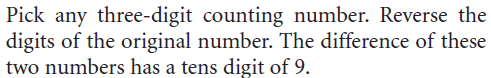 Pick any three-digit counting number. Reverse the
digits of the original number. The difference of these
two numbers has a tens digit of 9.